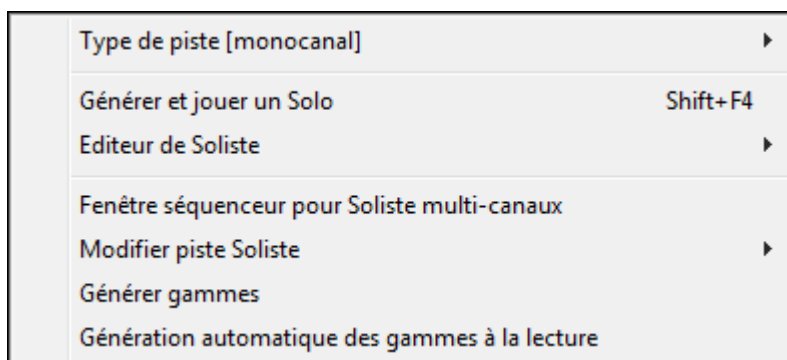 Type de piste [monocanal]
Générer et jouer un Solo Shift+F4
Editeur de Soliste
Fenêtre séquenceur pour Soliste multi-canaux
Modifier piste Soliste
Générer gammes
Génération automatique des gammes à la lecture